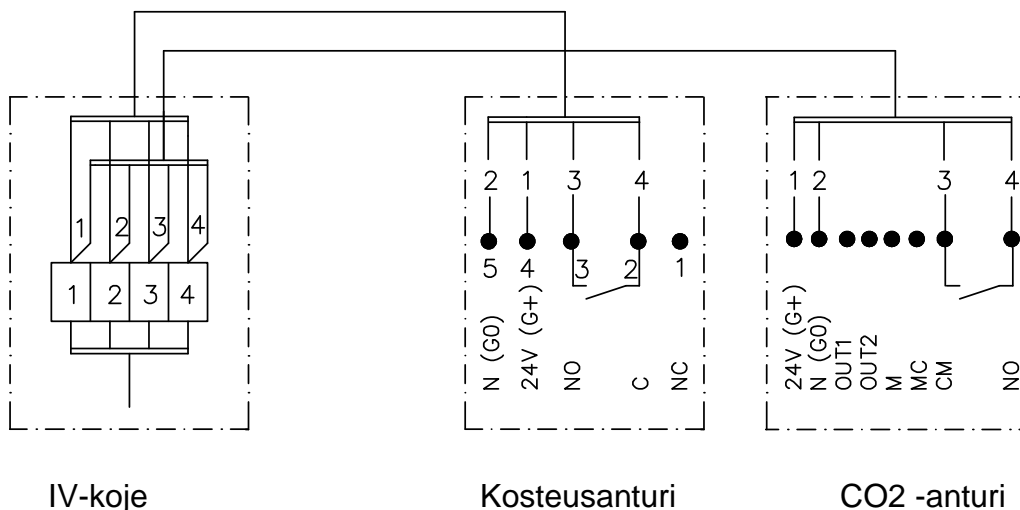 2 1 3 4
1 2 3 4
1 2 3 4
5 4 3 2 1
1 2 3 4
N (G0)
24V (G+)
NO
C
NC
24V (G+)
N (G0)
OUT1
OUT2
M
MC
CM
NO
IV-koje
Kosteusanturi
CO2 -anturi